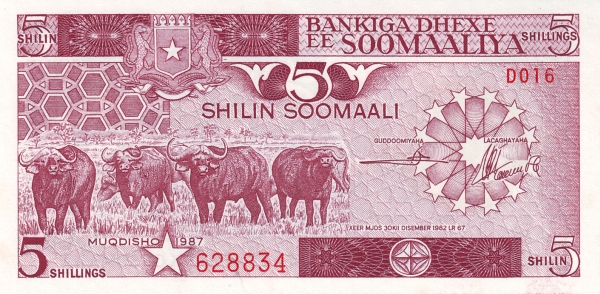 5 SHILIN
BANKIGA DHEXE
EE SOOMAALIYA
SHILLINGS 5
5
D016
SHILIN SOOMAALI
GUDDOOMIYAHA
LACAGHAYAHA
XEER MJDS 30KII DISEMBER 1982 LR 67
MUQDISHO 1987
5 SHILLINGS
628834
SHILIN 5